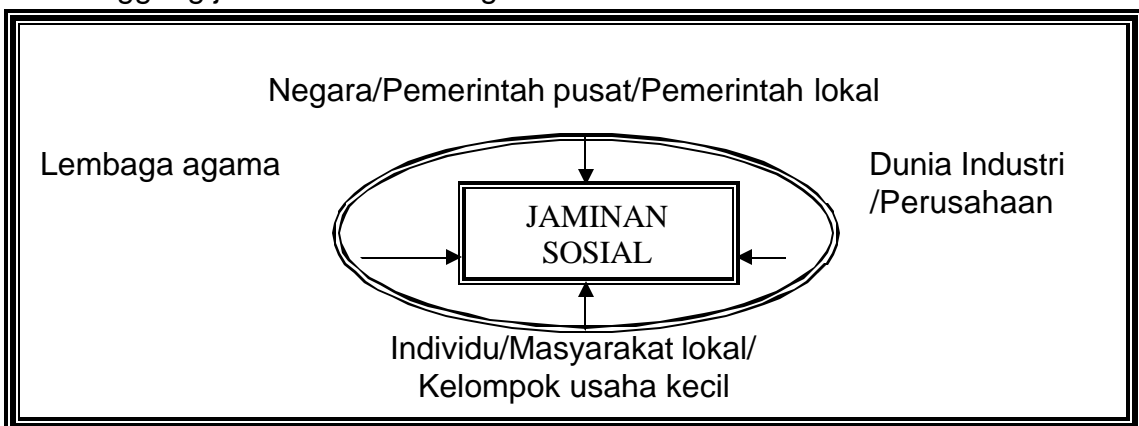 Negara/Pemerintah pusat/Pemerintah lokal
Lembaga agama
Dunia Industri
/Perusahaan
JAMINAN
SOSIAL
Individu/Masyarakat lokal/
Kelompok usaha kecil